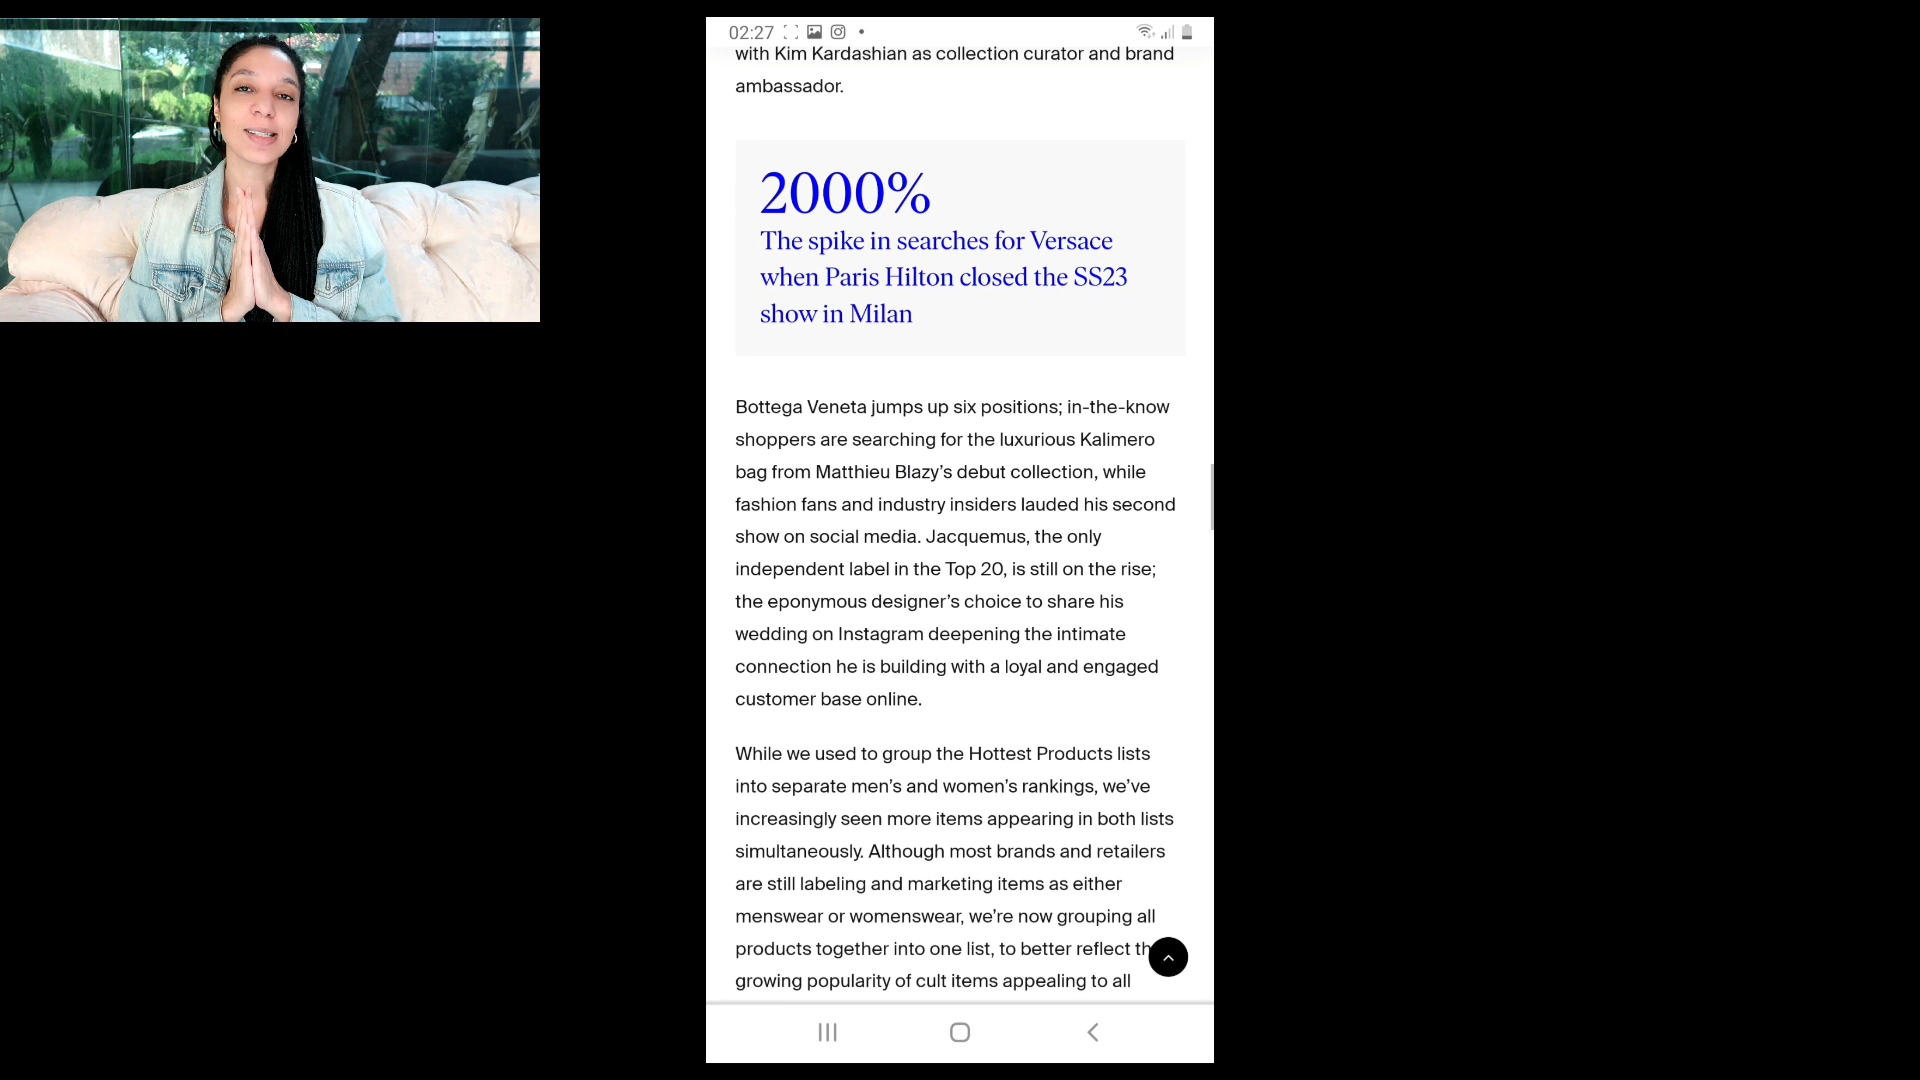 02:27
with Kim Kardashian as collection curator and brand
ambassador.
2000%
The spike in searches for Versace
when Paris Hilton closed the SS23
show in Milan
Bottega Veneta jumps up six positions; in-the-know
shoppers are searching for the luxurious Kalimero
bag from Matthieu Blazy’s debut collection, while
fashion fans and industry insiders lauded his second
show on social media. Jacquemus, the only
independent label in the Top 20, is still on the rise;
the eponymous designer’s choice to share his
wedding on Instagram deepening the intimate
connection he is building with a loyal and engaged
customer base online.
While we used to group the Hottest Products lists
into separate men’s and women’s rankings, we’ve
increasingly seen more items appearing in both lists
simultaneously. Although most brands and retailers
are still labeling and marketing items as either
menswear or womenswear, we’re now grouping all
products together into one list, to better reflect th
growing popularity of cult items appealing to all